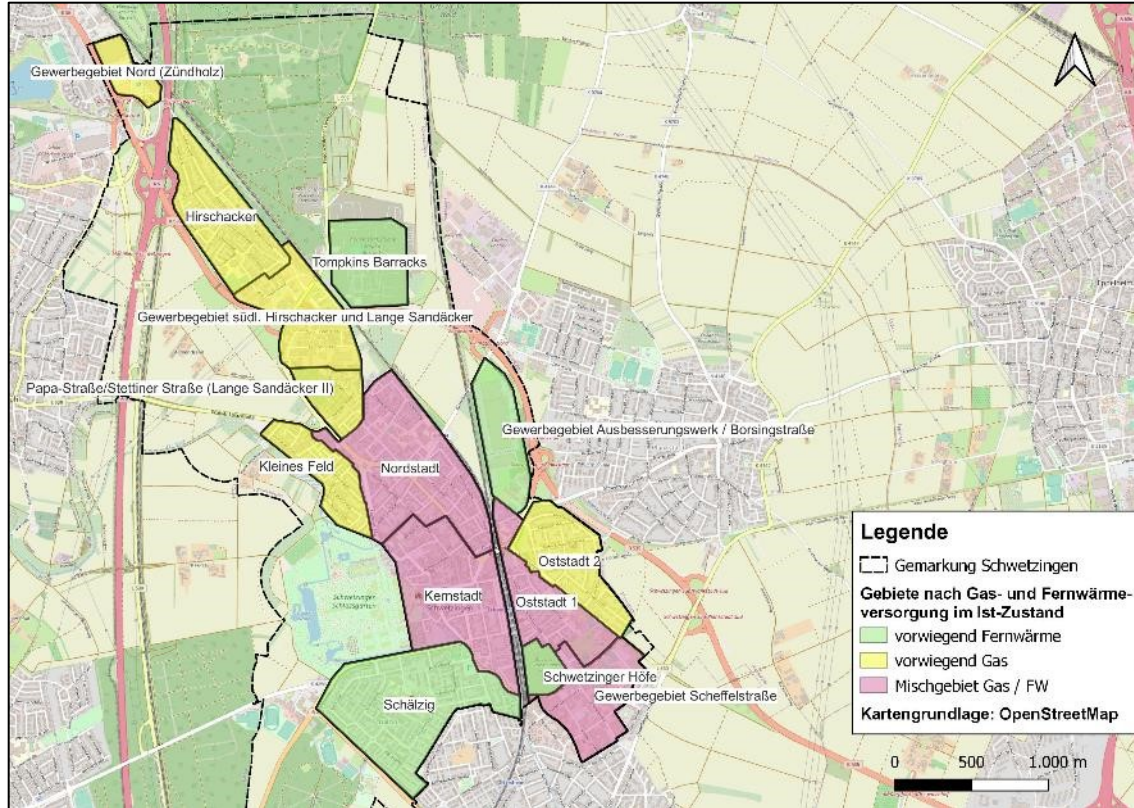 Gewerbegebiet Nord (Zündholz)
Hirschacker
Tompkins Barracks
Gewerbegebiet südl. Hirschacker und Lange Sandäcker
Papa-Straße/Stettiner Straße (Lange Sandäcker II)
Gewerbegebiet Ausbesserungswerk / Borsingstraße
Nordstadt
Kleines Feld
Oststadt 2
Kernstadt
Oststadt 1
Schwetzinger Höfe
Gewerbegebiet Scheffelstraße
Schälzig
Legende
Gemarkung Schwetzingen
Gebiete nach Gas- und Fernwärme-
versorgung im Ist-Zustand
vorwiegend Fernwärme
vorwiegend Gas
Mischgebiet Gas / FW
Kartengrundlage: OpenStreetMap
0 500 1.000 m